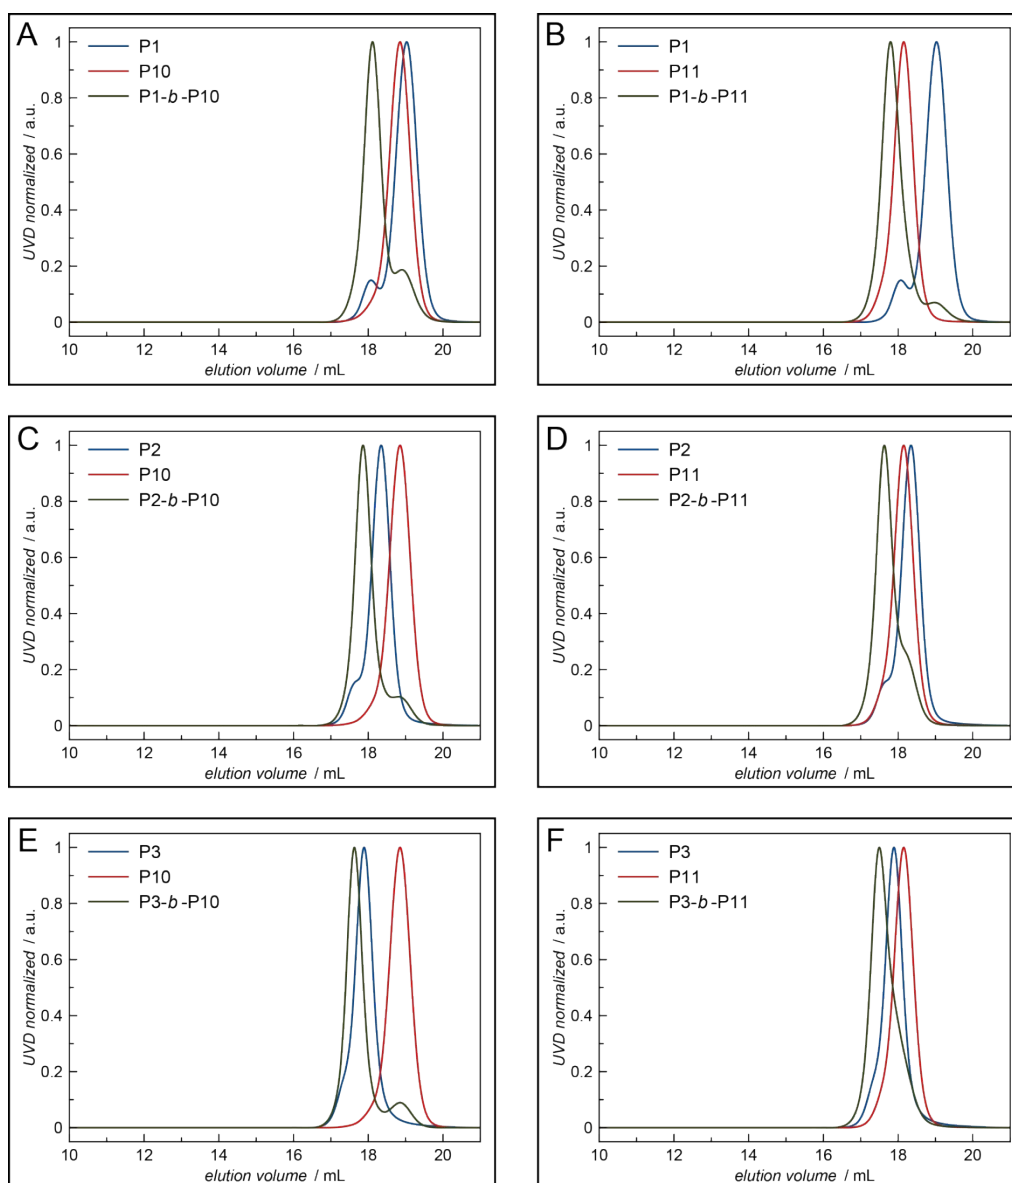 A
P1
P10
P1-b-P10
UVD normalized / a.u.
1
0.8
0.6
0.4
0.2
0
10 12 14 16 18 20
elution volume / mL
B
P1
P11
P1-b-P11
UVD normalized / a.u.
1
0.8
0.6
0.4
0.2
0
10 12 14 16 18 20
elution volume / mL
C
P2
P10
P2-b-P10
UVD normalized / a.u.
1
0.8
0.6
0.4
0.2
0
10 12 14 16 18 20
elution volume / mL
D
P2
P11
P2-b-P11
UVD normalized / a.u.
1
0.8
0.6
0.4
0.2
0
10 12 14 16 18 20
elution volume / mL
E
P3
P10
P3-b-P10
UVD normalized / a.u.
1
0.8
0.6
0.4
0.2
0
10 12 14 16 18 20
elution volume / mL
F
P3
P11
P3-b-P11
UVD normalized / a.u.
1
0.8
0.6
0.4
0.2
0
10 12 14 16 18 20
elution volume / mL